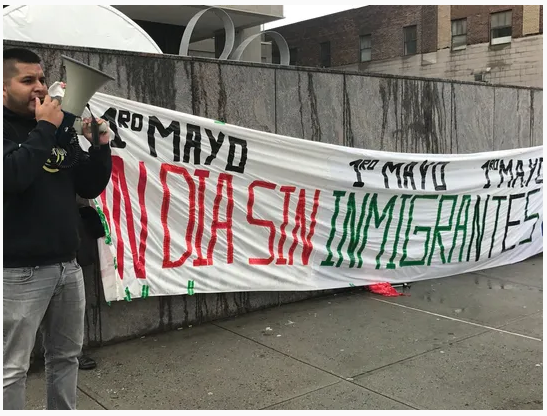 1RO MAYO 1RO MAYO 1RO MAYO
UN DIA SIN INMIGRANTES